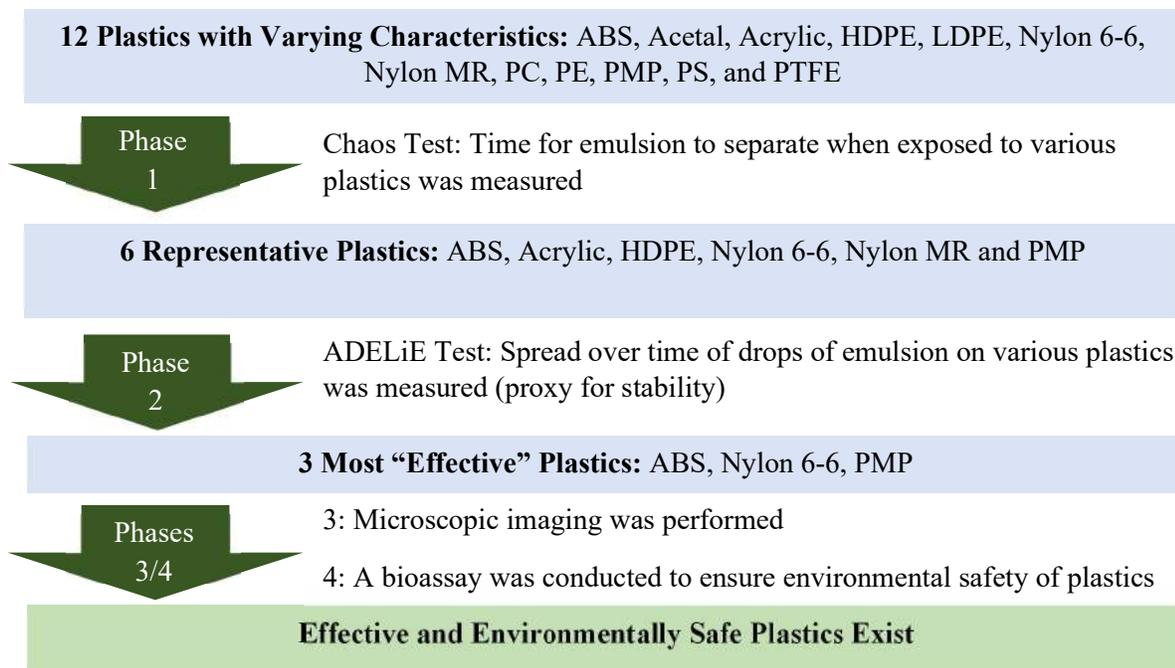 12 Plastics with Varying Characteristics: ABS, Acetal, Acrylic, HDPE, LDPE, Nylon 6-6,
Nylon MR, PC, PE, PMP, PS, and PTFE
Phase
1
Chaos Test: Time for emulsion to separate when exposed to various
plastics was measured
6 Representative Plastics: ABS, Acrylic, HDPE, Nylon 6-6, Nylon MR and PMP
Phase
2
ADELiE Test: Spread over time of drops of emulsion on various plastics
was measured (proxy for stability)
3 Most “Effective” Plastics: ABS, Nylon 6-6, PMP
Phases
3/4
3: Microscopic imaging was performed
4: A bioassay was conducted to ensure environmental safety of plastics
Effective and Environmentally Safe Plastics Exist